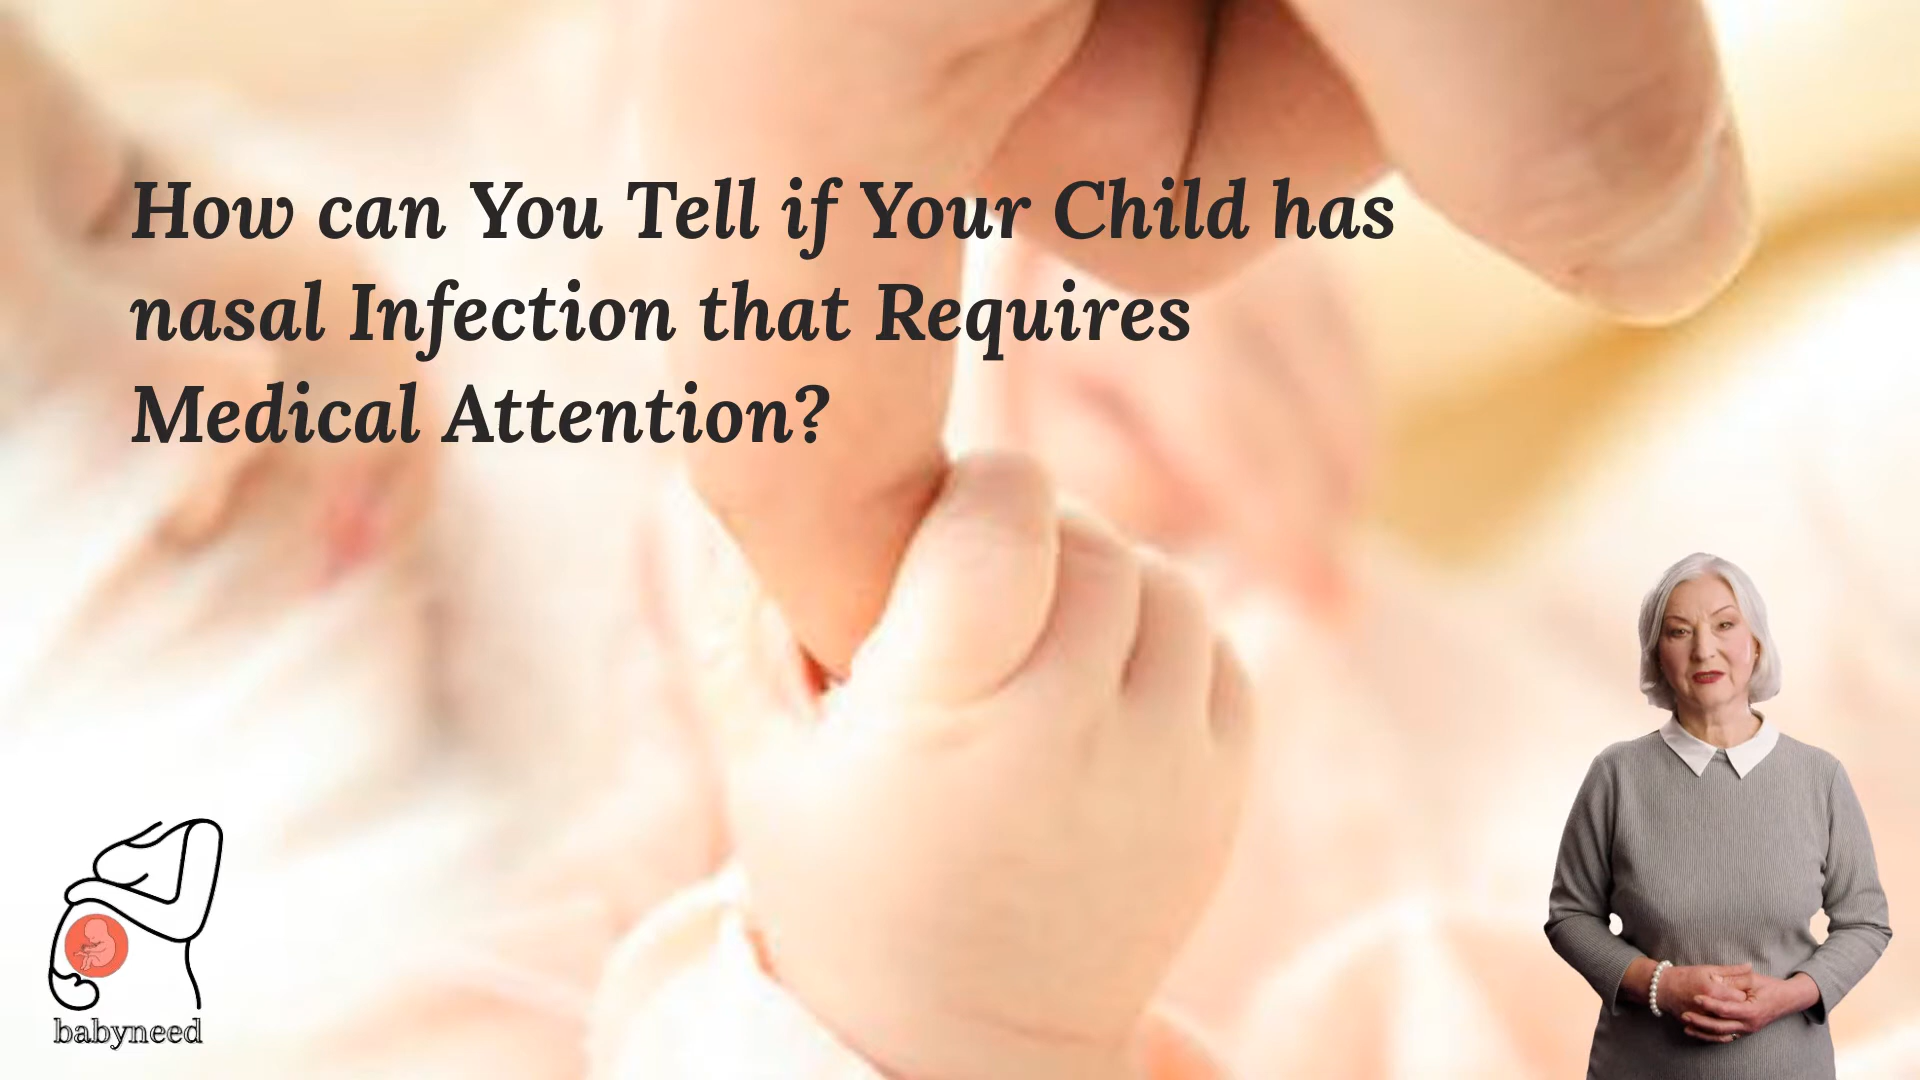 How can You Tell if Your Child has
nasal Infection that Requires
Medical Attention?
babyneed